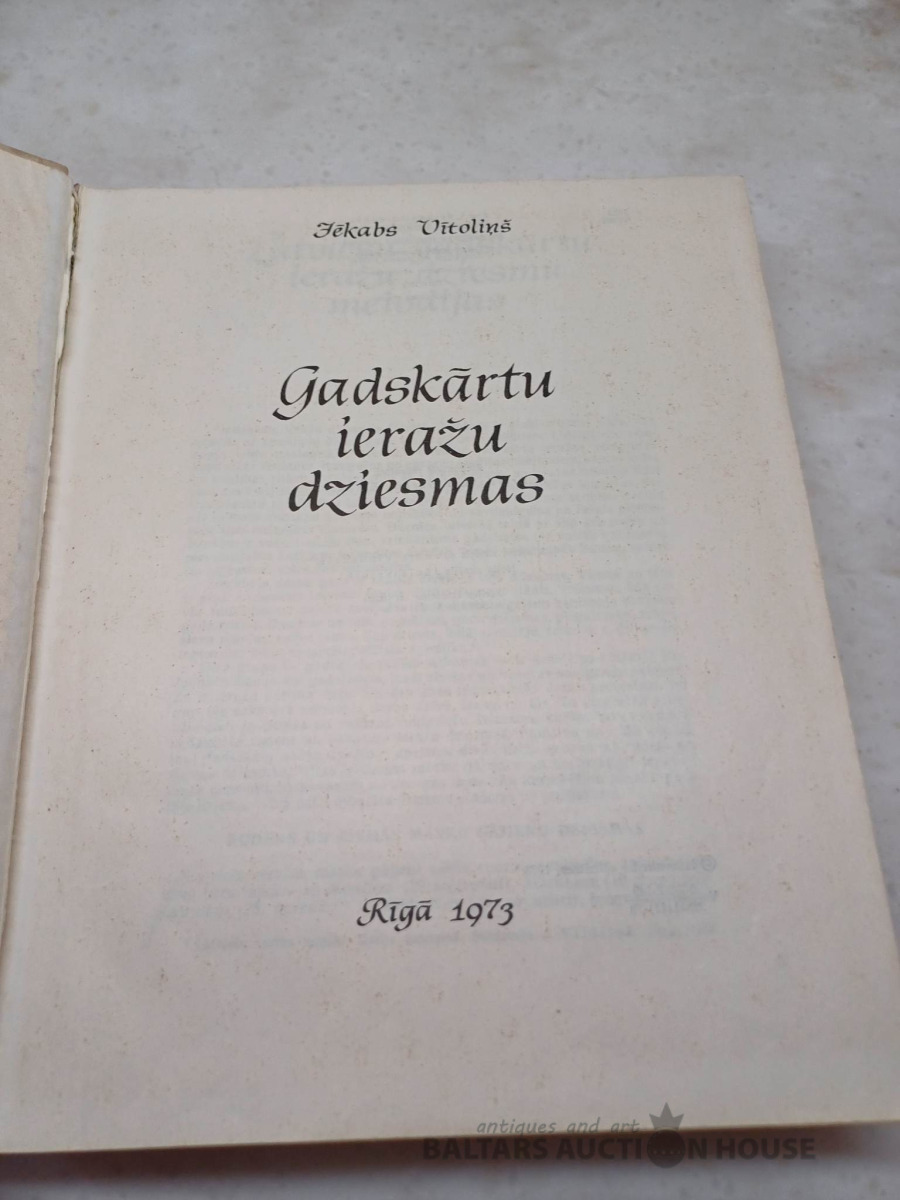 Jēkabs Vītoliņš
Gadskārtu
ieražu
dziesmas
Rīgā 1973
antiques and art
BALTARS AUCTION HOUSE